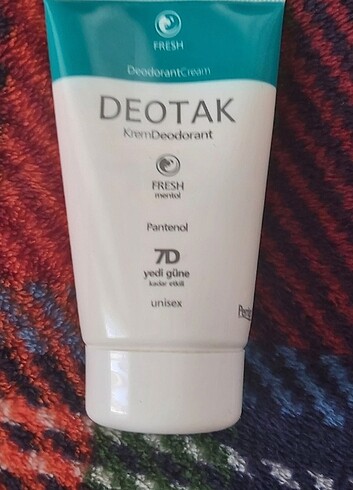 FRESH
DeodorantCream
DEOTAK
KremDeodorant
FRESH
mentol
Pantenol
7D
yedi güne
kadar etkili
unisex